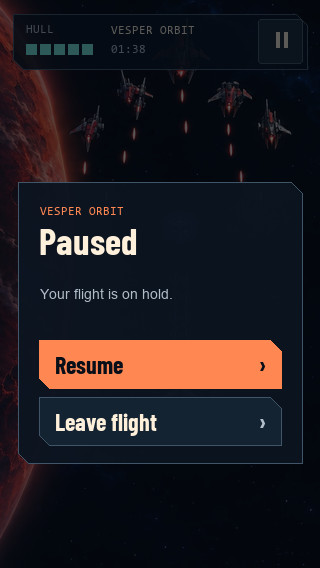 HULL
VESPER ORBIT
01:38
VESPER ORBIT
Paused
Your flight is on hold.
Resume ›
Leave flight ›